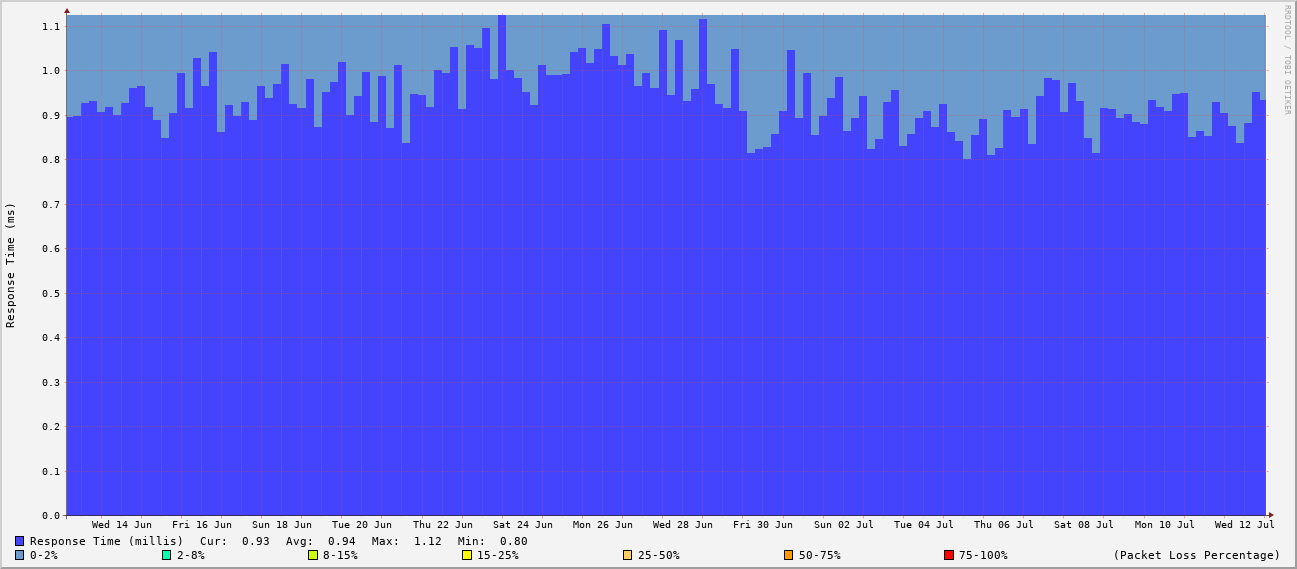 RRDTOOL / TOBI OETIKER
Response Time (ms)
1.1
1.0
0.9
0.8
0.7
0.6
0.5
0.4
0.3
0.2
0.1
0.0
Wed 14 Jun Fri 16 Jun Sun 18 Jun Tue 20 Jun Thu 22 Jun Sat 24 Jun Mon 26 Jun Wed 28 Jun Fri 30 Jun Sun 02 Jul Tue 04 Jul Thu 06 Jul Sat 08 Jul Mon 10 Jul Wed 12 Jul
Response Time (millis) Cur: 0.93 Avg: 0.94 Max: 1.12 Min: 0.80
0-2% 2-8% 8-15% 15-25% 25-50% 50-75% 75-100% (Packet Loss Percentage)